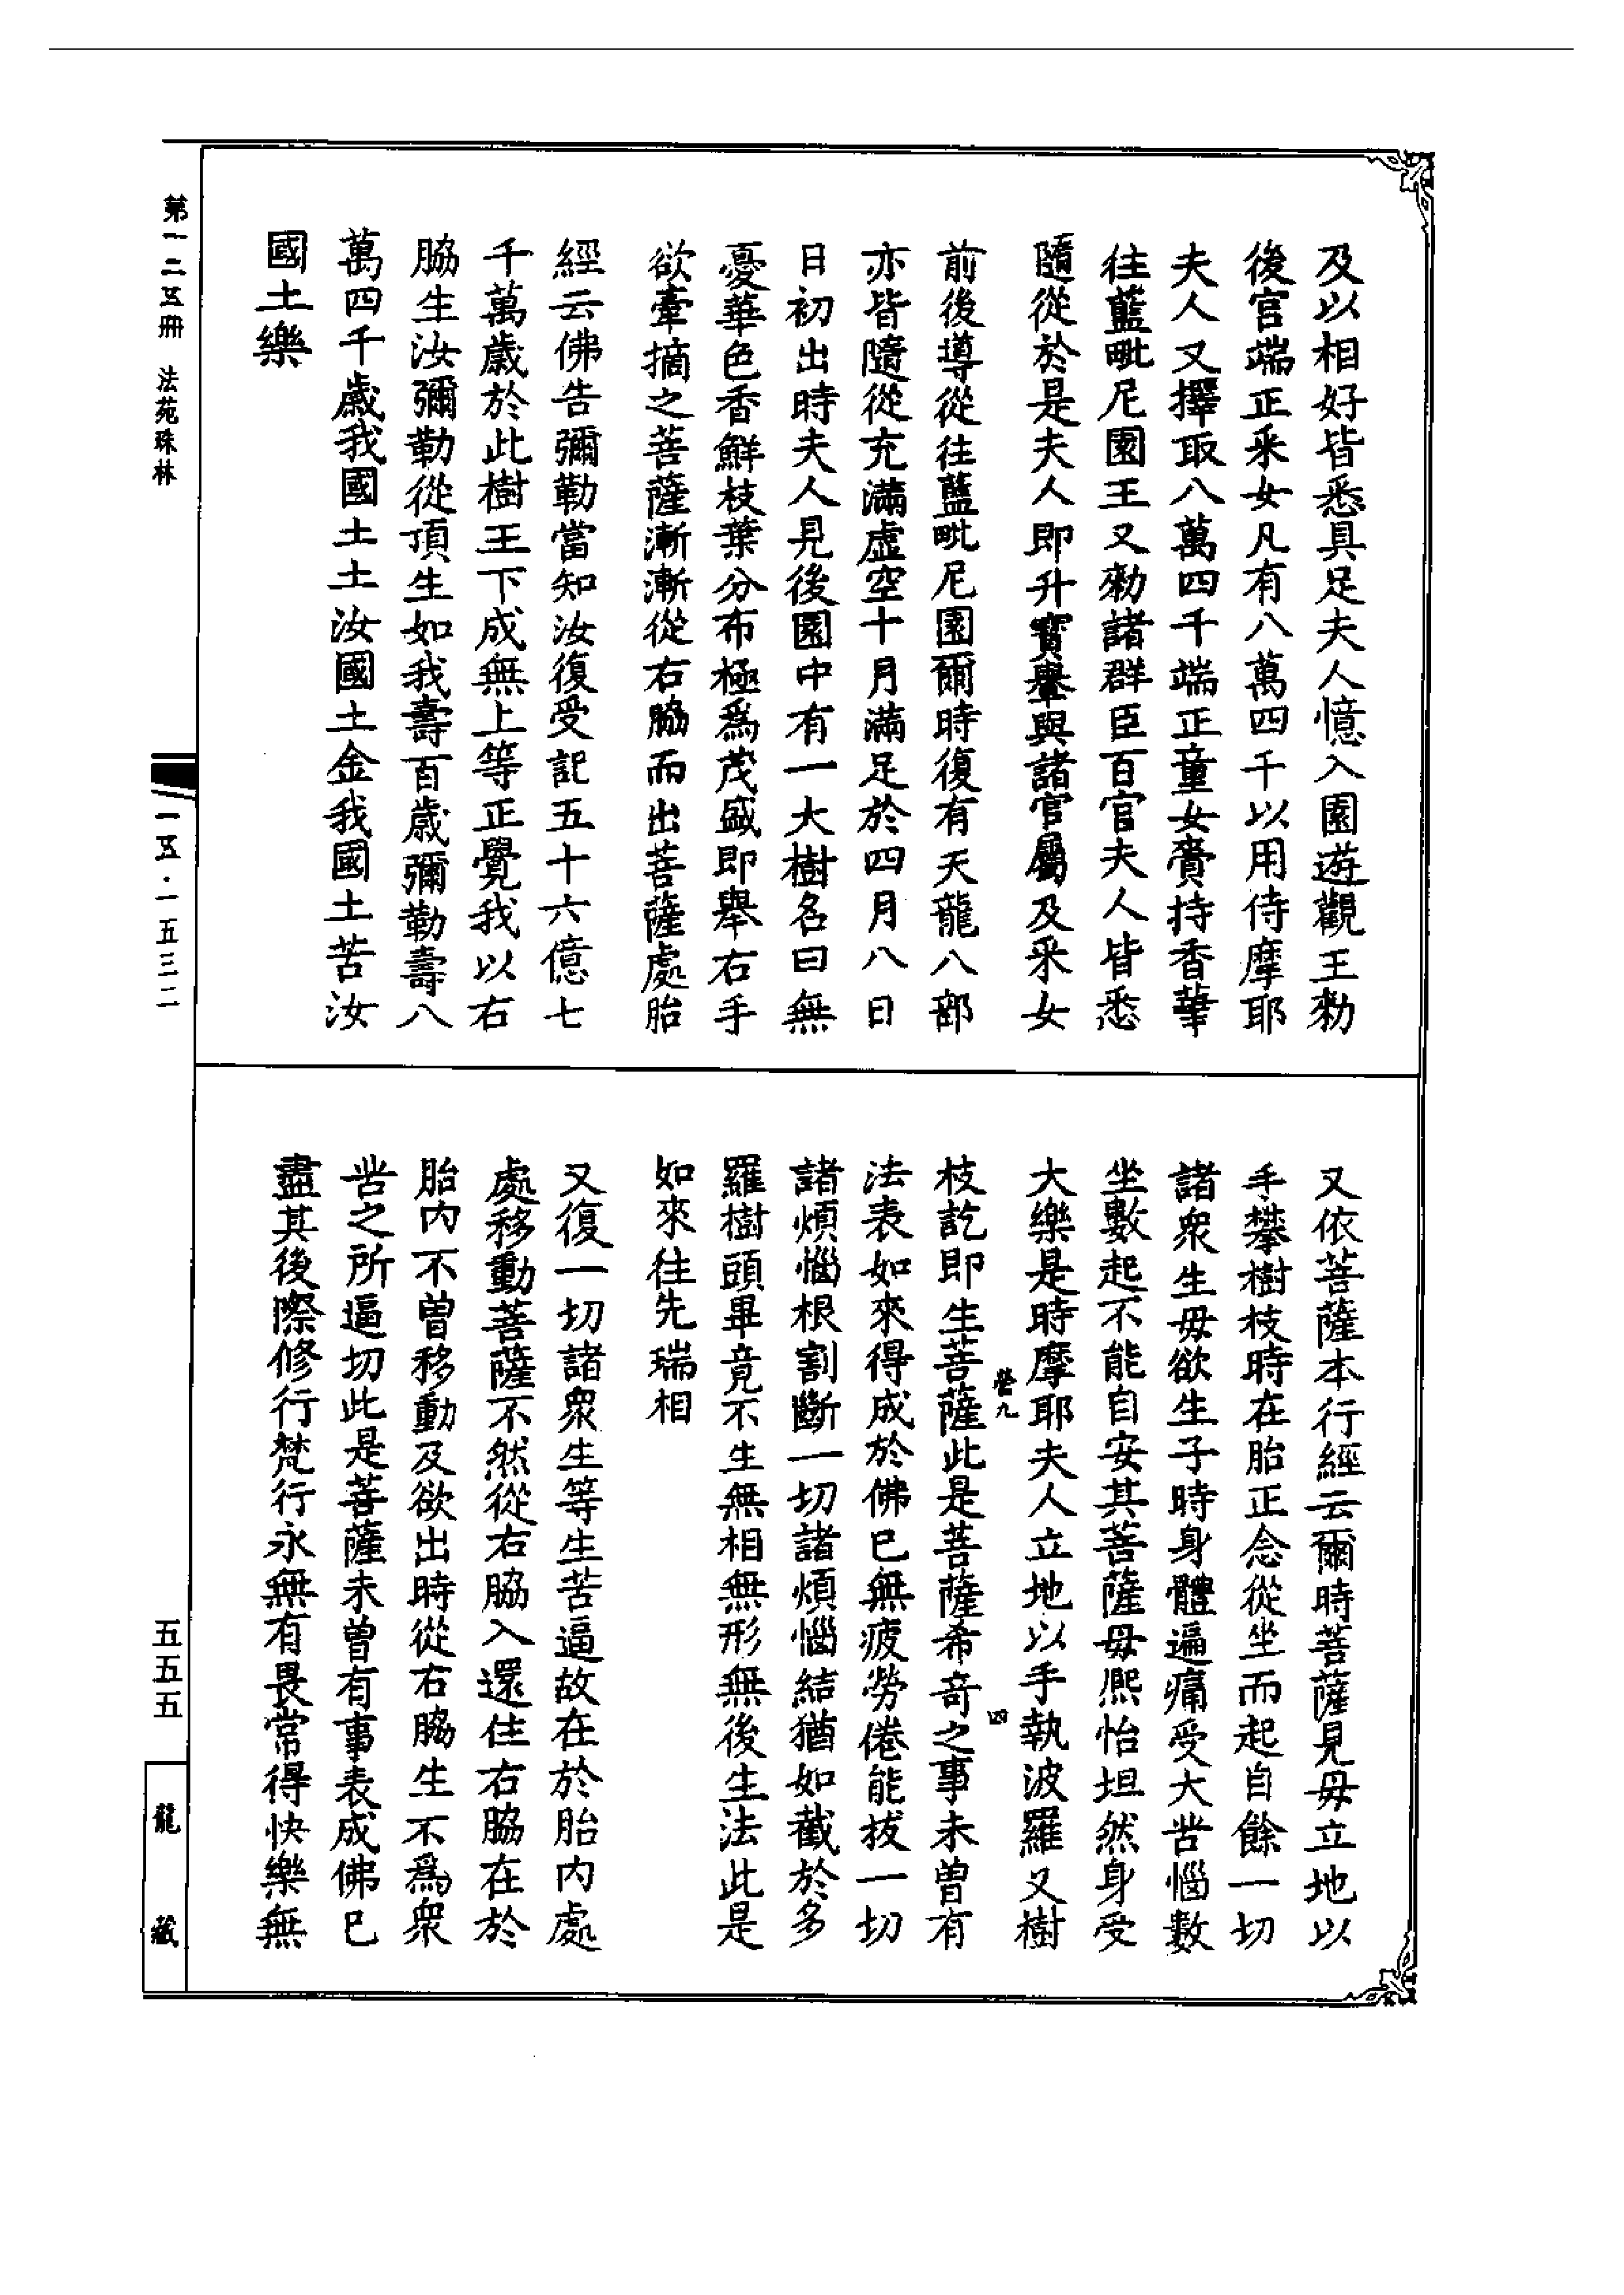 及以相好皆悉具足夫人憶入園遊觀王勑
後宫端正釆女凡有八萬四千以用侍摩耶
夫人又擇取八萬四千端正童女賷持香華
往藍毗尼園王又勑諸群臣百官夫人皆悉
隨從於是夫人即升寳轝與諸官屬及釆女
前後導從往藍毗尼園爾時復有天龍八部
亦皆隨從充滿虛空十月滿足於四月八日
日初出時夫人見後園中有一大樹名曰無
憂華色香鮮枝葉分布極爲茂盛即舉右手
欲牽摘之菩薩漸漸從右脇而出菩薩處胎
經云佛告彌勒當知汝復受記五十六億七
千萬歲於此樹王下成無上等正覺我以右
脇生汝彌勒從頂生如我壽百歲彌勒壽八
萬四千歲我國土土汝國土金我國土苦汝
國土樂
又依菩薩本行經云爾時菩薩見毋立地以
手攀樹枝時在胎正念從坐而起自餘一切
諸衆生毋欲生子時身體遍痛受大苦惱數
坐數起不能自安其菩薩毋熈怡坦然身受
大樂是時摩耶夫人立地以手執波羅叉樹
枝訖即生菩薩此是菩薩希奇之事未曾有
法表如來得成於佛巳無疲勞倦能拔一切
諸煩惱根割斷一切諸煩惱結猶如截於多
羅樹頭畢竟不生無相無形無後生法此是
如來往先瑞相
又復一切諸衆生等生苦逼故在於胎内處
處移動菩薩不然從右脇入還住右脇在於
胎内不曾移動及欲出時從右脇生不爲衆
苦之所逼切此是菩薩未曾有事表成佛巳
盡其後際修行梵行永無有畏常得快樂無
營九
四
第一二五冊 法苑珠林
一五·一五三二
五五五
龍藏